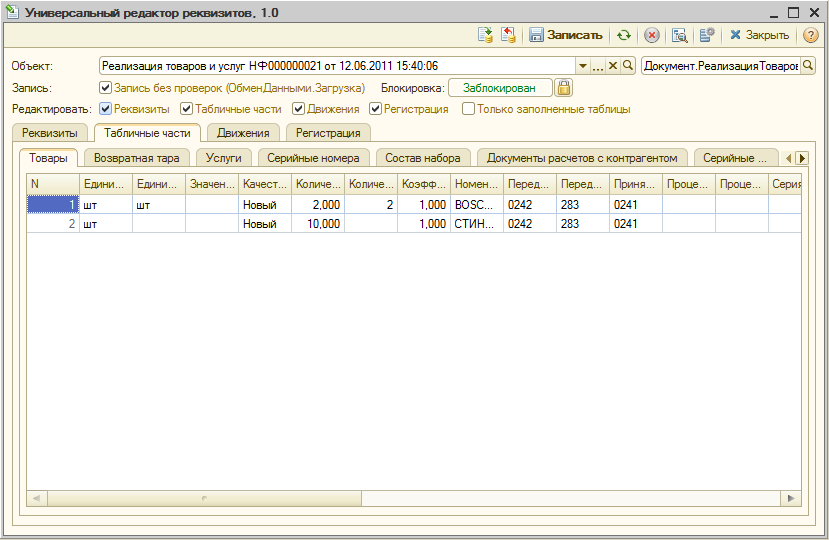 Универсальный редактор реквизитов, 1.0
Записать Закрыть
Объект: Реализация товаров и услуг НФ000000021 от 12.06.2011 15:40:06 ... Документ.РеализацияТоваров
Запись: Запись без проверок (ОбменДанными.Загрузка) Блокировка: Заблокирован
Редактировать: Реквизиты Табличные части Движения Регистрация Только заполненные таблицы
Реквизиты Табличные части Движения Регистрация
Товары Возвратная тара Услуги Серийные номера Состав набора Документы расчетов с контрагентом Серийные ...
N Едини... Едини... Значен... Качест... Количе... Количе... Коэфф... Номен... Перед... Перед... Приня... Проце... Проце... Серия
1 шт шт Новый 2,000 2 1,000 BOSC... 0242 283 0241
2 шт Новый 10,000 1,000 СТИН... 0242 283 0241